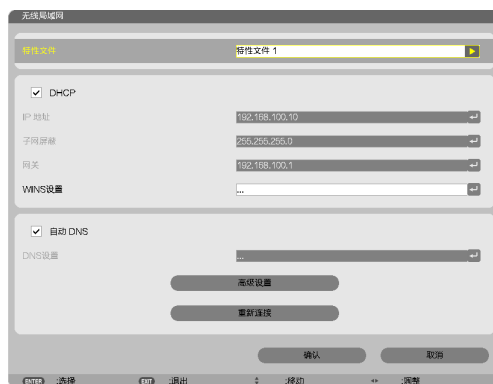 无线局域网
特性文件 特性文件 1
DHCP
IP 地址 192.168.100.10
子网屏蔽 255.255.255.0
网关 192.168.100.1
WINS设置 ...
自动 DNS
DNS设置 ...
高级设置
重新连接
确认 取消
ENTER :选择 EXIT :退出 :移动 :调整